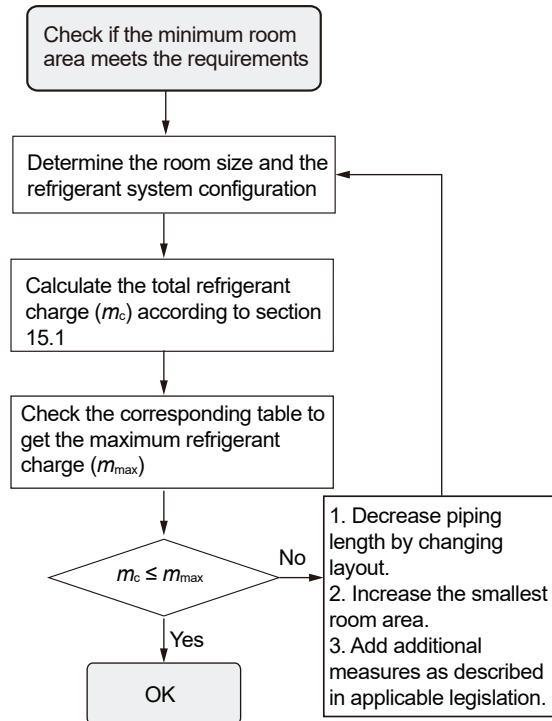 Check if the minimum room
area meets the requirements
Determine the room size and the
refrigerant system configuration
Calculate the total refrigerant
charge (mc) according to section
15.1
Check the corresponding table to
get the maximum refrigerant
charge (mmax)
mc ≤ mmax
No
Yes
OK
1. Decrease piping
length by changing
layout.
2. Increase the smallest
room area.
3. Add additional
measures as described
in applicable legislation.